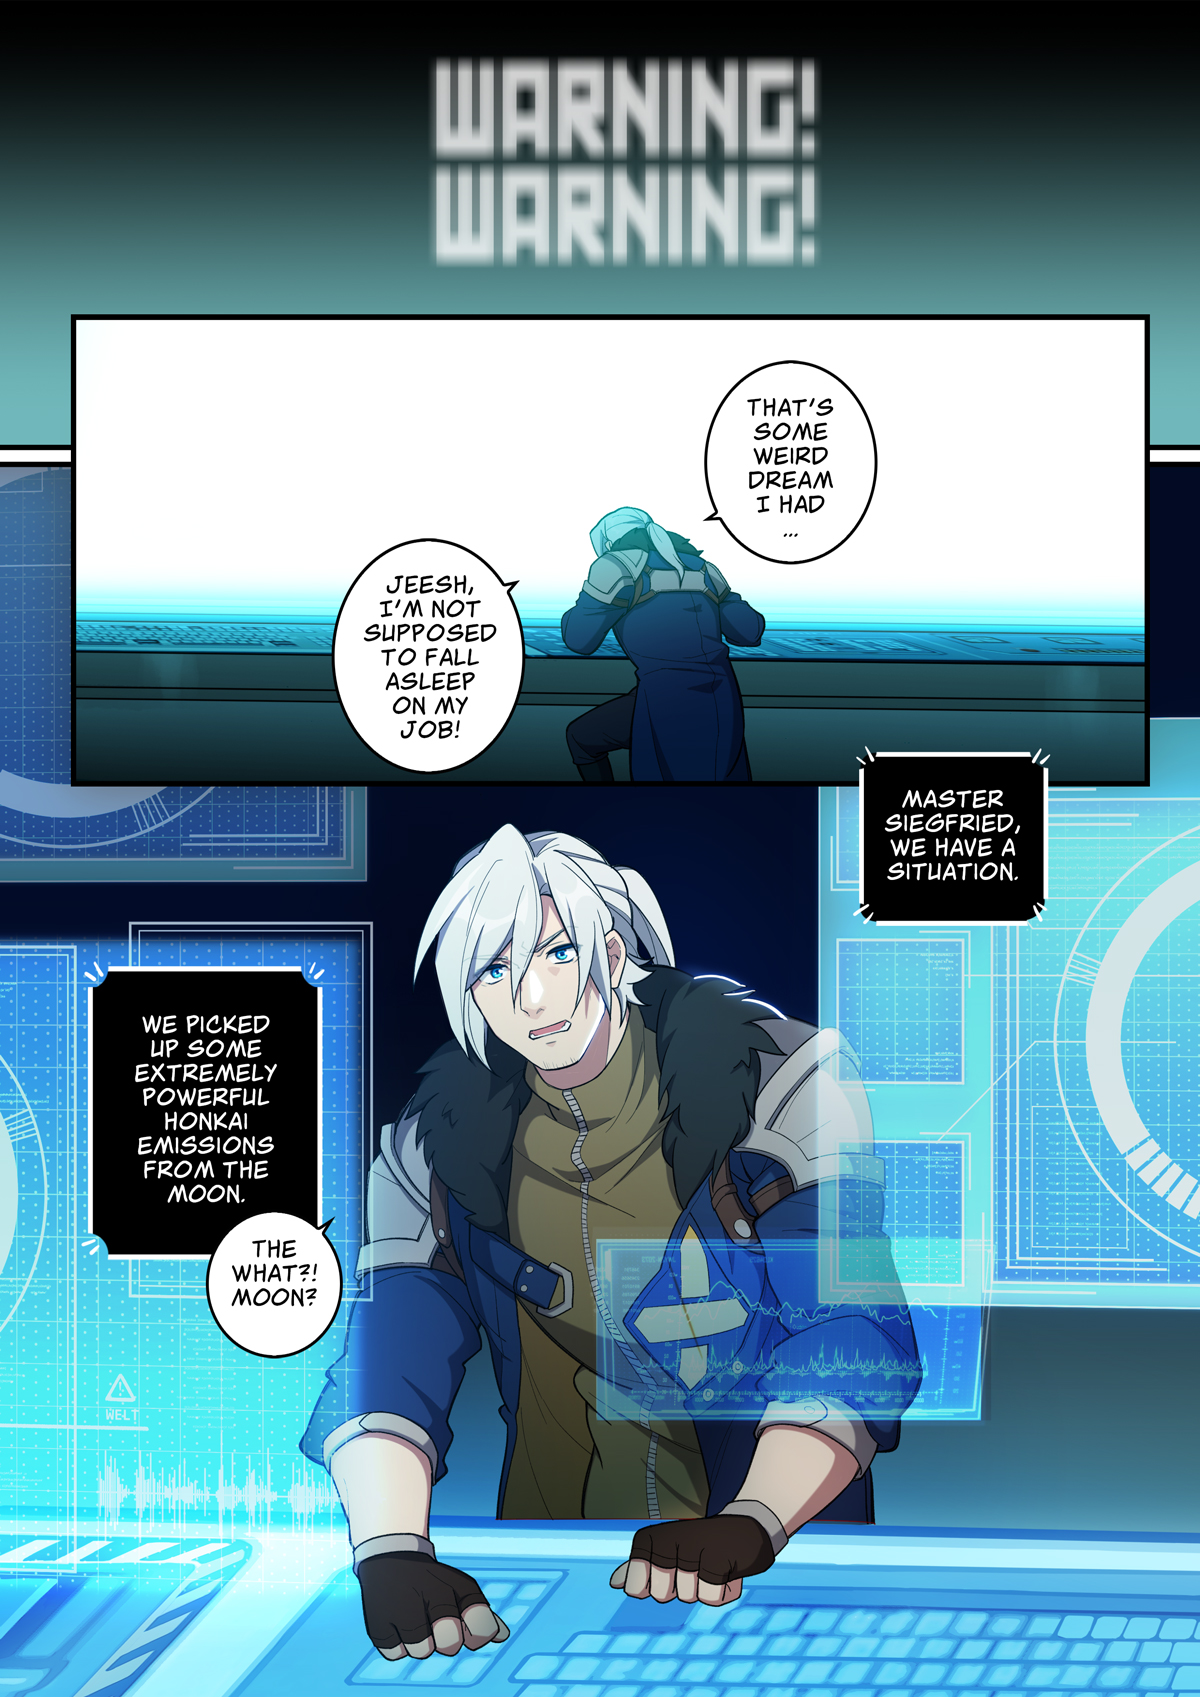 WARNING!
WARNING!
THAT'S
SOME
WEIRD
DREAM
I HAD
...
JEESH,
I'M NOT
SUPPOSED
TO FALL
ASLEEP
ON MY
JOB!
MASTER
SIEGFRIED,
WE HAVE A
SITUATION.
WE PICKED
UP SOME
EXTREMELY
POWERFUL
HONKAI
EMISSIONS
FROM THE
MOON.
THE
WHAT?!
MOON?
WELT